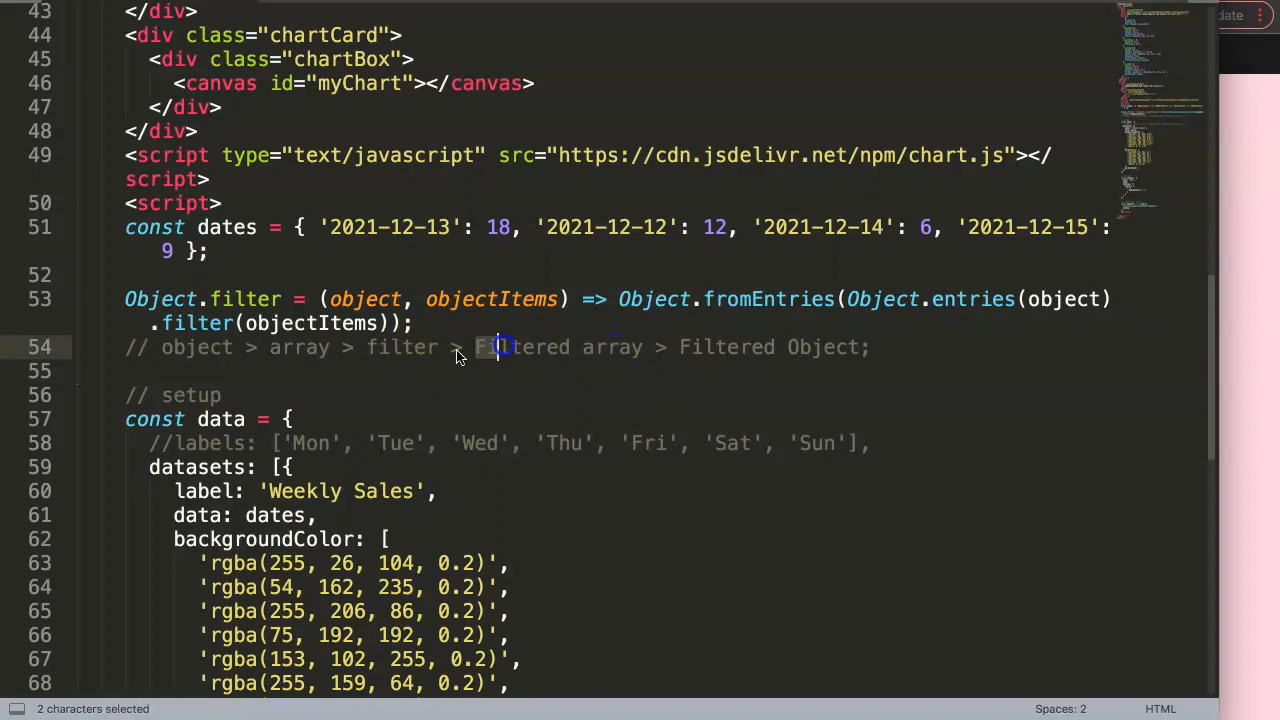 date
43 </div>
44 <div class="chartCard">
45 <div class="chartBox">
46 <canvas id="myChart"></canvas>
47 </div>
48 </div>
49 <script type="text/javascript" src="https://cdn.jsdelivr.net/npm/chart.js"></
script>
50 <script>
51 const dates = { '2021-12-13': 18, '2021-12-12': 12, '2021-12-14': 6, '2021-12-15':
9 };
52
53 Object.filter = (object, objectItems) => Object.fromEntries(Object.entries(object)
.filter(objectItems));
54 // object > array > filter > Filtered array > Filtered Object;
55
56 // setup
57 const data = {
58 //labels: ['Mon', 'Tue', 'Wed', 'Thu', 'Fri', 'Sat', 'Sun'],
59 datasets: [{
60 label: 'Weekly Sales',
61 data: dates,
62 backgroundColor: [
63 'rgba(255, 26, 104, 0.2)',
64 'rgba(54, 162, 235, 0.2)',
65 'rgba(255, 206, 86, 0.2)',
66 'rgba(75, 192, 192, 0.2)',
67 'rgba(153, 102, 255, 0.2)',
68 'rgba(255, 159, 64, 0.2)',
2 characters selected
Spaces: 2
HTML